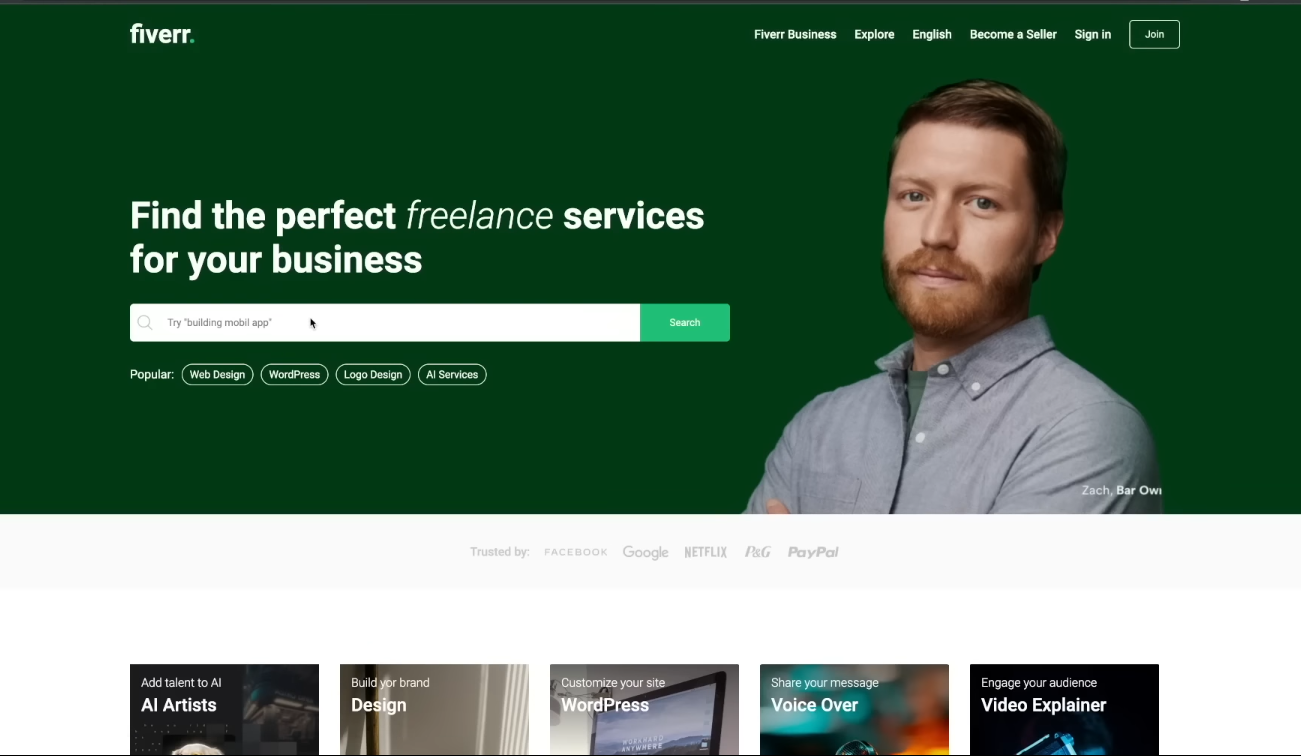 fiverr.
Fiverr Business Explore English Become a Seller Sign in Join
Find the perfect freelance services
for your business
Try "building mobil app"
Search
Popular: Web Design WordPress Logo Design AI Services
Zach, Bar
Trusted by: FACEBOOK Google NETFLIX P&G PayPal
Add talent to AI
AI Artists
Build yor brand
Design
Customize your site
WordPress
WORKHARD
ANYWHERE
Share your message
Voice Over
Engage your audience
Video Explainer